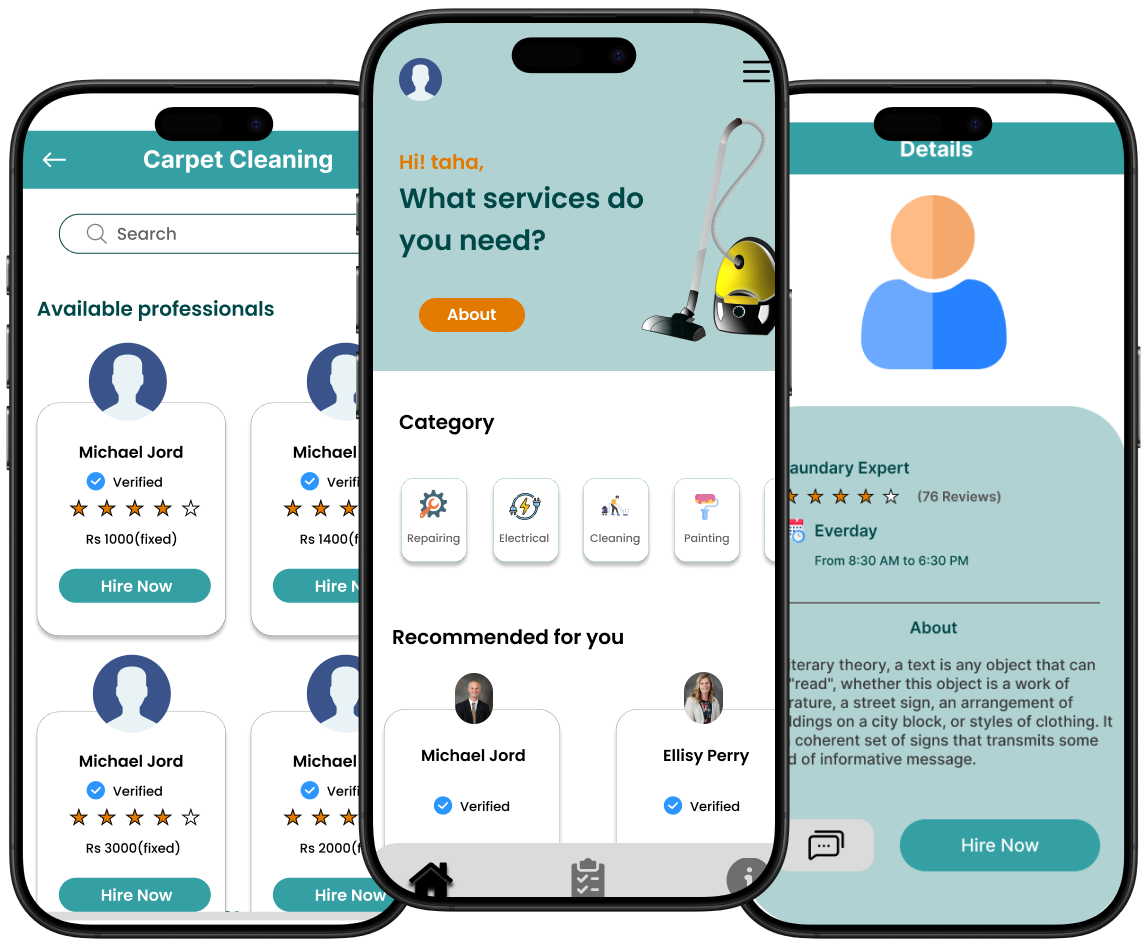 Carpet Cleaning
Search
Available professionals
Michael Jord
Verified
Rs 1000(fixed)
Hire Now
Michael
Verifi
Rs 1400(f
Hire N
Michael Jord
Verified
Rs 3000(fixed)
Hire Now
Michael
Verifi
Rs 2000(f
Hire Now
Hi! taha,
What services do
you need?
About
Category
Repairing
Electrical
Cleaning
Painting
Recommended for you
Michael Jord
Verified
Ellisy Perry
Verified
Details
aundary Expert
(76 Reviews)
Everday
From 8:30 AM to 6:30 PM
About
iterary theory, a text is any object that can
"read", whether this object is a work of
rature, a street sign, an arrangement of
ldings on a city block, or styles of clothing. It
coherent set of signs that transmits some
d of informative message.
Hire Now